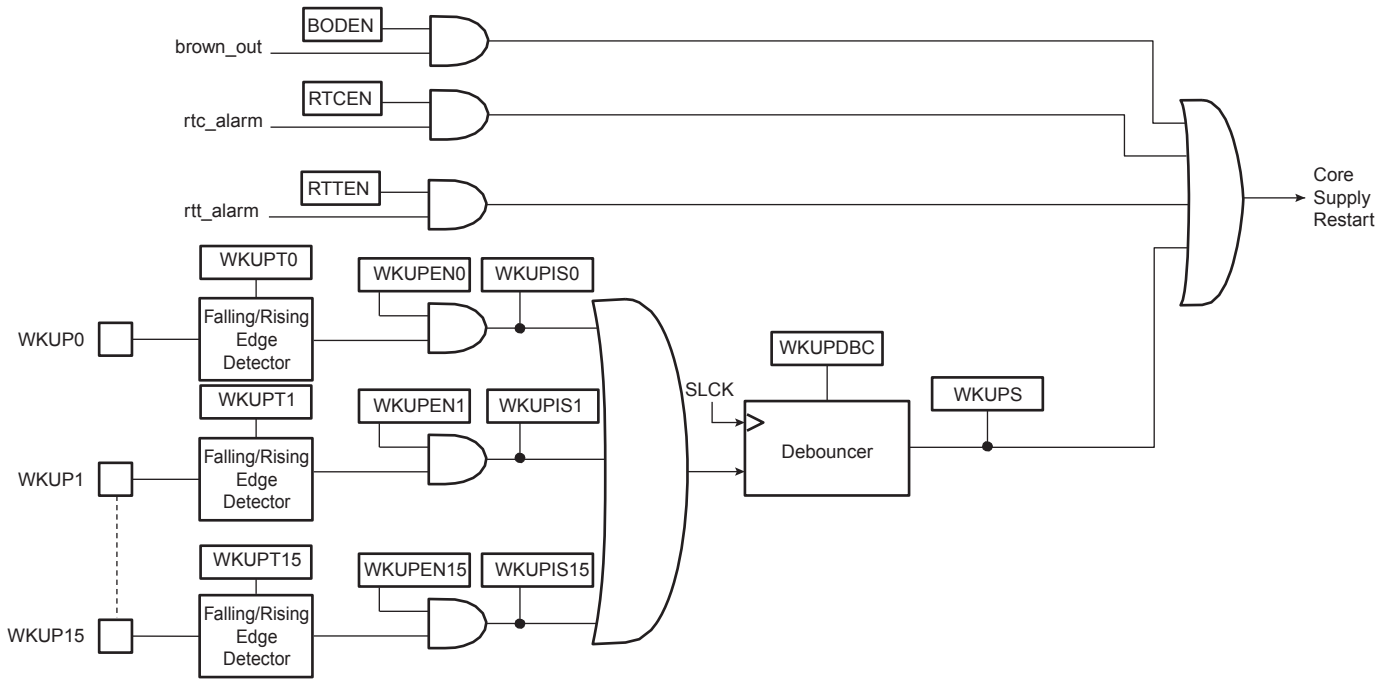 BODEN
brown_out
RTCEN
rtc_alarm
RTTEN
rtt_alarm
Core
Supply
Restart
WKUPT0
WKUPEN0
WKUPIS0
WKUP0
Falling/Rising
Edge
Detector
WKUPT1
WKUPEN1
WKUPIS1
WKUP1
Falling/Rising
Edge
Detector
SLCK
WKUPDBC
Debouncer
WKUPS
WKUPT15
WKUPEN15
WKUPIS15
WKUP15
Falling/Rising
Edge
Detector